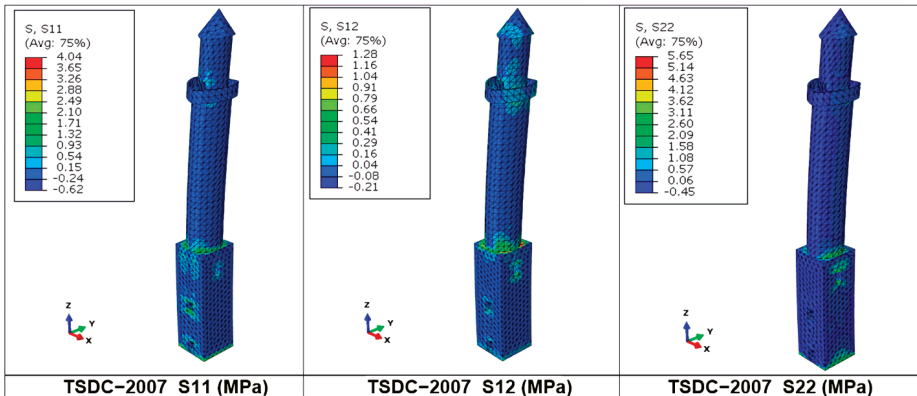 S, S11
(Avg: 75%)
4.04
3.65
3.26
2.88
2.49
2.10
1.71
1.32
0.93
0.54
0.15
-0.24
-0.62
Z
Y
X
TSDC-2007 S11 (MPa)
S, S12
(Avg: 75%)
1.28
1.16
1.04
0.91
0.79
0.66
0.54
0.41
0.29
0.16
0.04
-0.08
-0.21
Z
Y
X
TSDC-2007 S12 (MPa)
S, S22
(Avg: 75%)
5.65
5.14
4.63
4.12
3.62
3.11
2.60
2.09
1.58
1.08
0.57
0.06
-0.45
Z
Y
X
TSDC-2007 S22 (MPa)